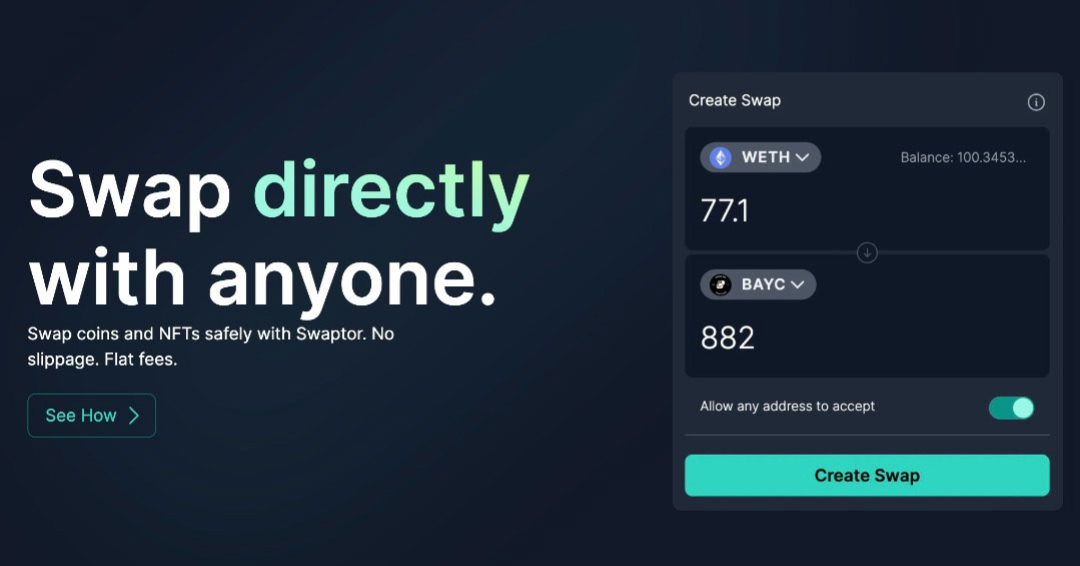 Swap directly
with anyone.
Swap coins and NFTs safely with Swaptor. No
slippage. Flat fees.
See How
Create Swap
WETH
Balance: 100.3453...
77.1
BAYC
882
Allow any address to accept
Create Swap